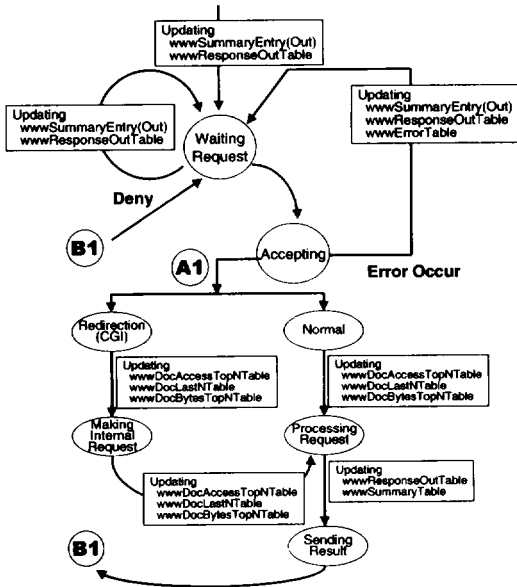 Updating
wwwSummaryEntry(Out)
wwwResponseOutTable
Updating
wwwSummaryEntry(Out)
wwwResponseOutTable
Updating
wwwSummaryEntry(Out)
wwwResponseOutTable
wwwErrorTable
Waiting
Request
Deny
B1
Accepting
A1
Error Occur
Redirection
(CGI)
Normal
Updating
wwwDocAccessTopNTable
wwwDocLastNTable
wwwDocBytesTopNTable
Updating
wwwDocAccessTopNTable
wwwDocLastNTable
wwwDocBytesTopNTable
Making
Internal
Request
Processing
Request
Updating
wwwDocAccessTopNTable
wwwDocLastNTable
wwwDocBytesTopNTable
Updating
wwwResponseOutTable
wwwSummaryTable
B1
Sending
Result